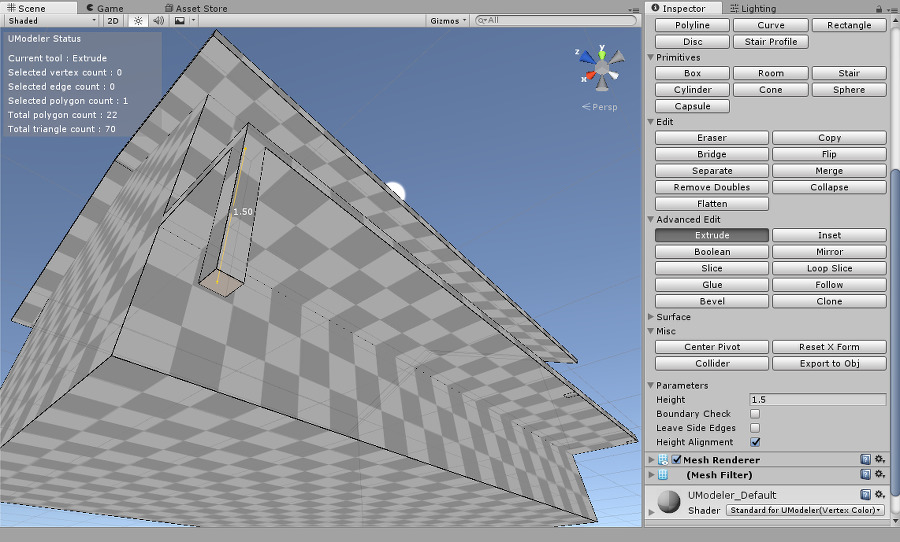 Scene
Game
Asset Store
Inspector
Lighting
Shaded
2D
Gizmos
All
UModeler Status
Current tool : Extrude
Selected vertex count : 0
Selected edge count : 0
Selected polygon count : 1
Total polygon count : 22
Total triangle count : 70
y
z
x
Persp
1.50
Polyline
Curve
Rectangle
Disc
Stair Profile
Primitives
Box
Room
Stair
Cylinder
Cone
Sphere
Capsule
Edit
Eraser
Copy
Bridge
Flip
Separate
Merge
Remove Doubles
Collapse
Flatten
Advanced Edit
Extrude
Inset
Boolean
Mirror
Slice
Loop Slice
Glue
Follow
Bevel
Clone
Surface
Misc
Center Pivot
Reset X Form
Collider
Export to Obj
Parameters
Height
1.5
Boundary Check
Leave Side Edges
Height Alignment
Mesh Renderer
(Mesh Filter)
UModeler_Default
Shader
Standard for UModeler(Vertex Color)